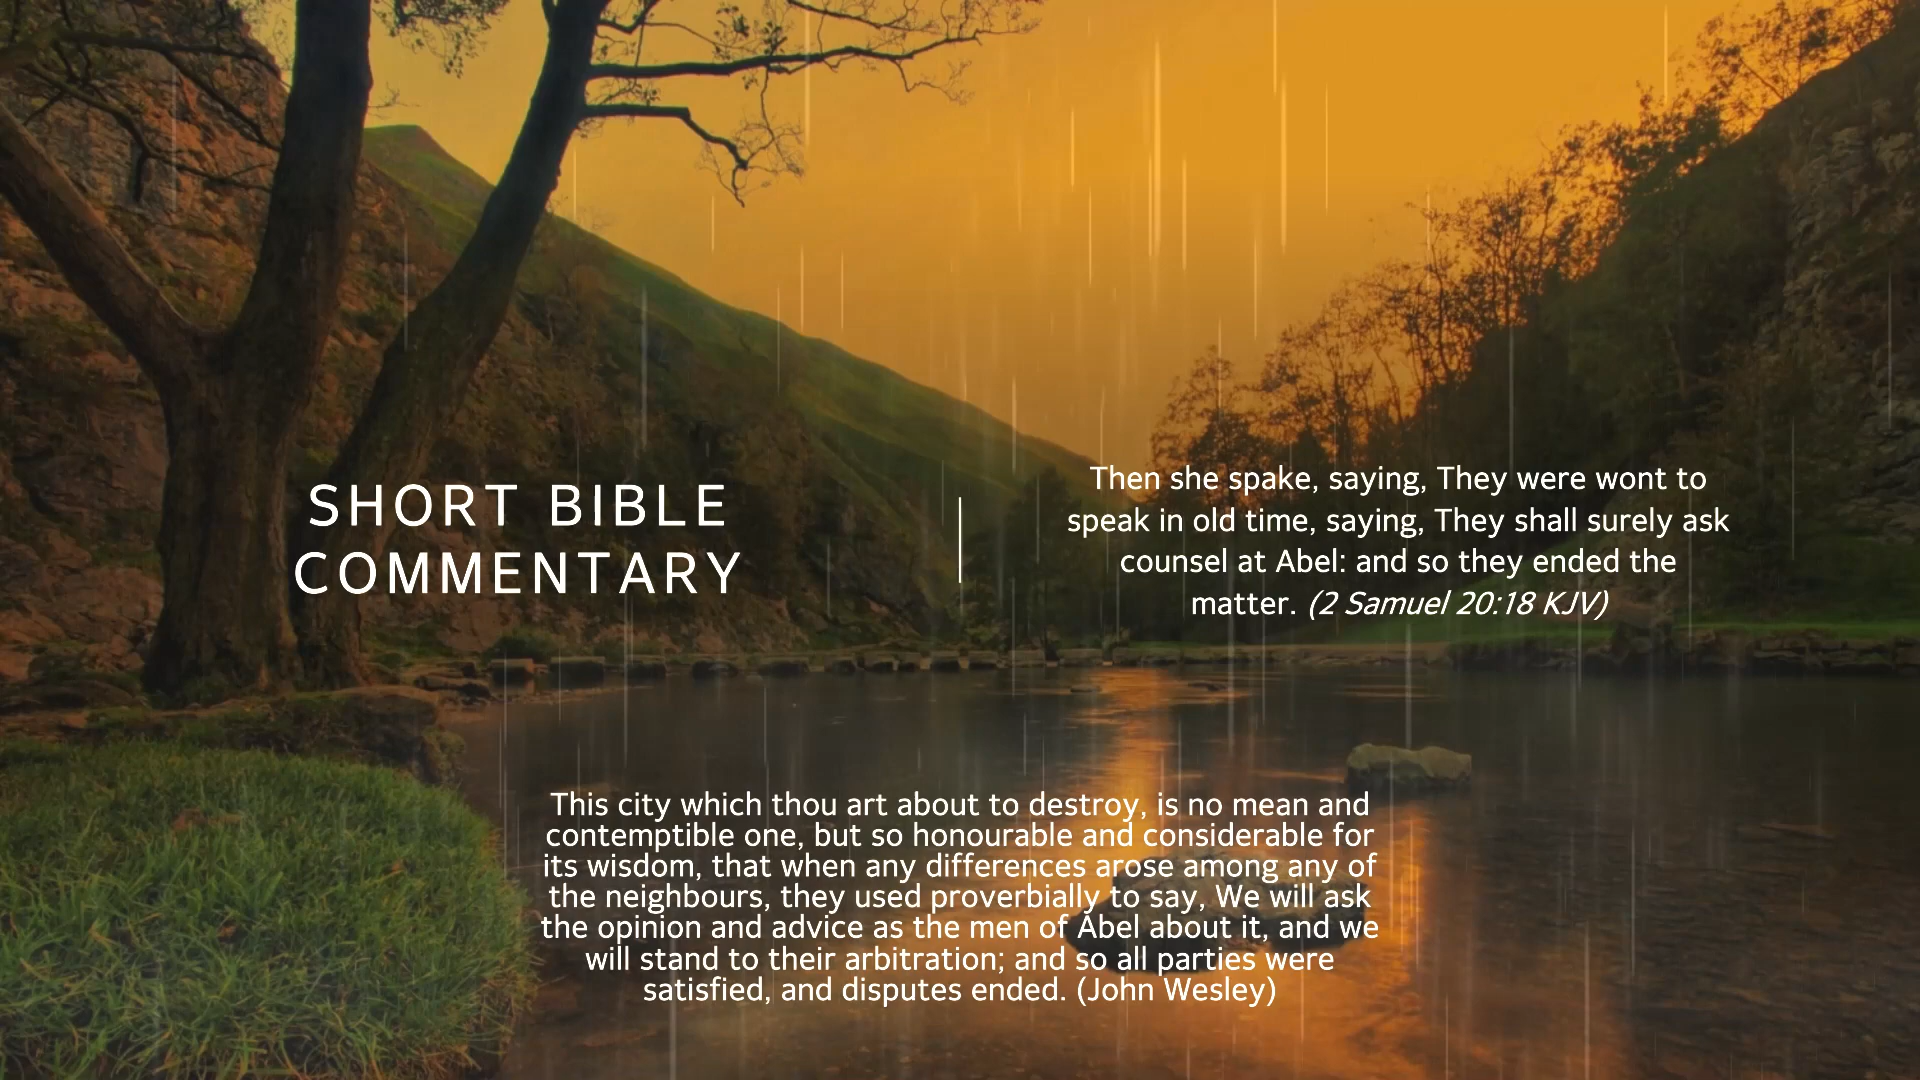 SHORT BIBLE
COMMENTARY
Then she spake, saying, They were wont to
speak in old time, saying, They shall surely ask
counsel at Abel: and so they ended the
matter. (2 Samuel 20:18 KJV)
This city which thou art about to destroy, is no mean and
contemptible one, but so honourable and considerable for
its wisdom, that when any differences arose among any of
the neighbours, they used proverbially to say, We will ask
the opinion and advice as the men of Abel about it, and we
will stand to their arbitration; and so all parties were
satisfied, and disputes ended. (John Wesley)